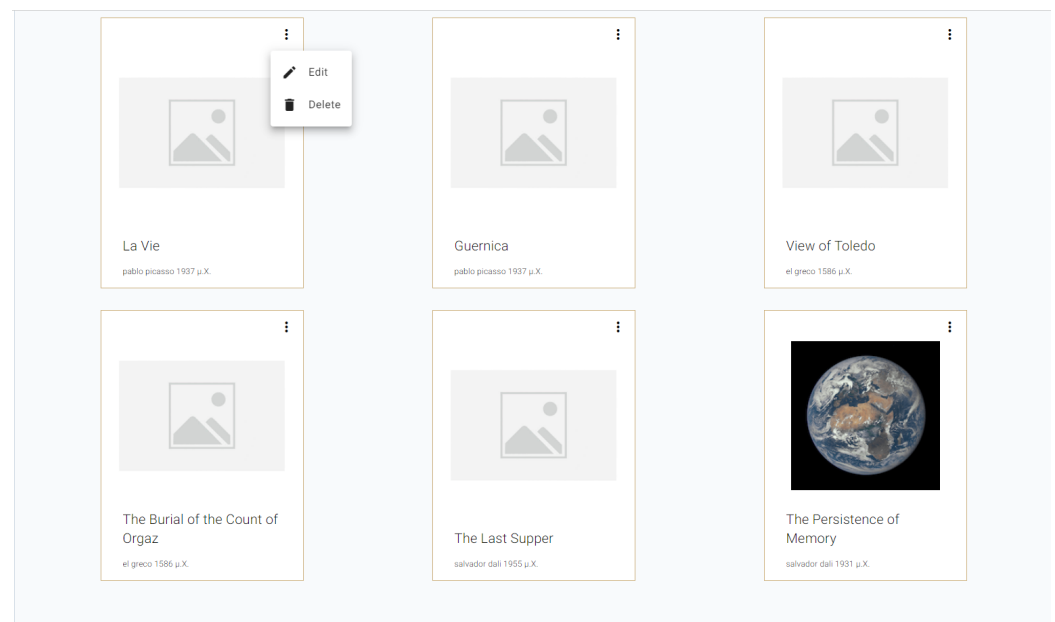 Edit
Delete
La Vie
pablo picasso 1937 μ.Χ.
Guernica
pablo picasso 1937 μ.Χ.
View of Toledo
el greco 1586 μ.Χ.
The Burial of the Count of
Orgaz
el greco 1586 μ.Χ.
The Last Supper
salvador dali 1955 μ.Χ.
The Persistence of
Memory
salvador dali 1931 μ.Χ.